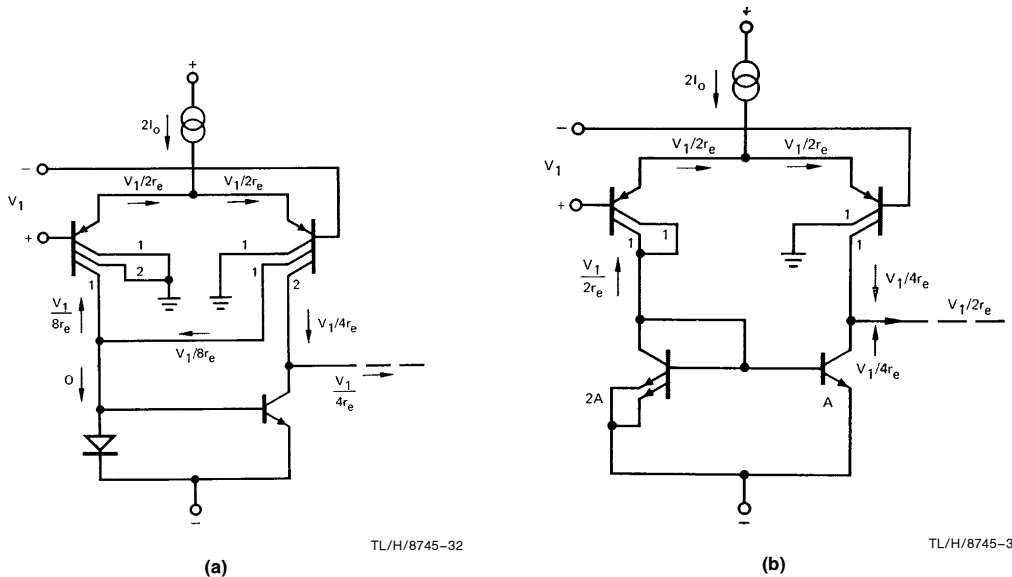 +
2I₀
−
V₁/2rₑ V₁/2rₑ
V₁
+
1 1
2 1
1 2
V₁
8rₑ
V₁/8rₑ
V₁/4rₑ
0
V₁
4rₑ
−
TL/H/8745–32
(a)
+
2I₀
−
V₁/2rₑ V₁/2rₑ
V₁
+
1 1
1 1
V₁
2rₑ
V₁/4rₑ
V₁/2rₑ
V₁/4rₑ
2A A
−
TL/H/8745–3
(b)